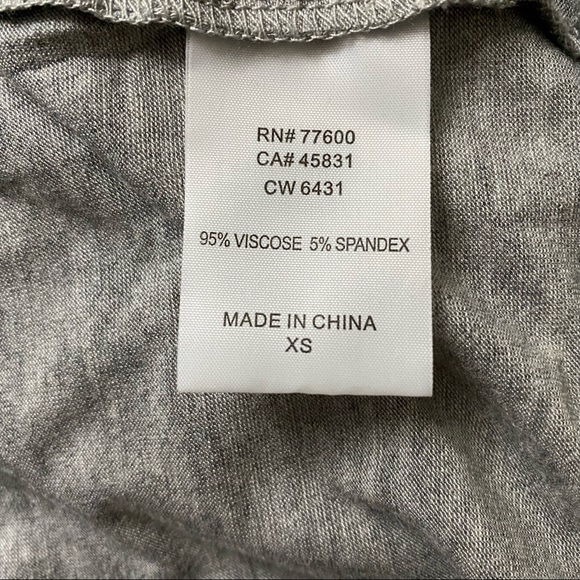 RN# 77600
CA# 45831
CW 6431
95% VISCOSE 5% SPANDEX
MADE IN CHINA
XS